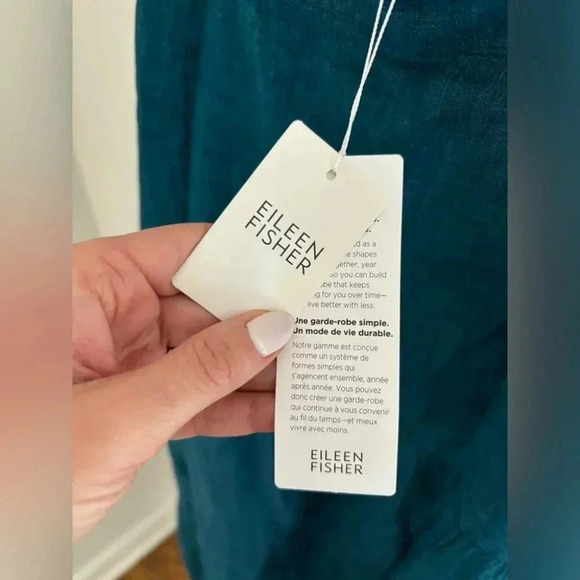 EILEEN
FISHER
d as a
e shapes
ether, year
so you can build
be that keeps
ng for you over time—
live better with less.
Une garde-robe simple.
Un mode de vie durable.
Notre gamme est conçue
comme un système de
formes simples qui
s'agencent ensemble, année
après année. Vous pouvez
donc créer une garde-robe
qui continue à vous convenir
au fil du temps—et mieux
vivre avec moins.
EILEEN
FISHER